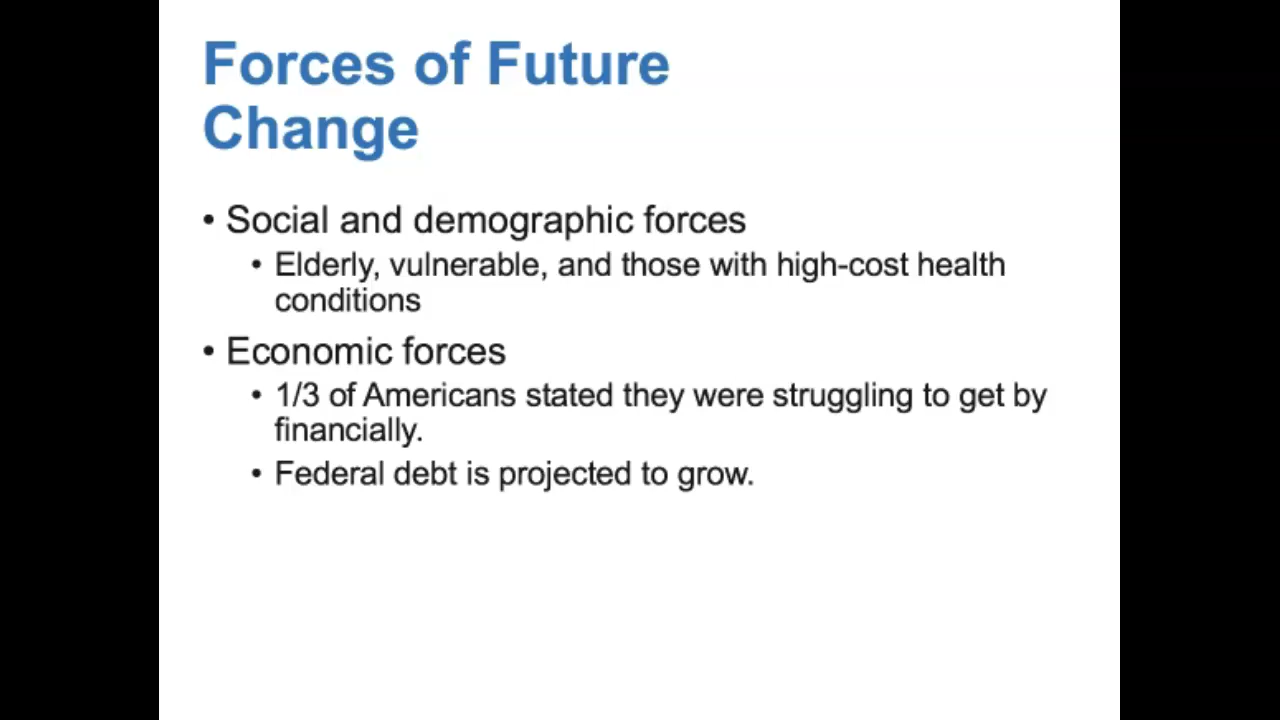 Forces of Future
Change
• Social and demographic forces
• Elderly, vulnerable, and those with high-cost health
conditions
• Economic forces
• 1/3 of Americans stated they were struggling to get by
financially.
• Federal debt is projected to grow.